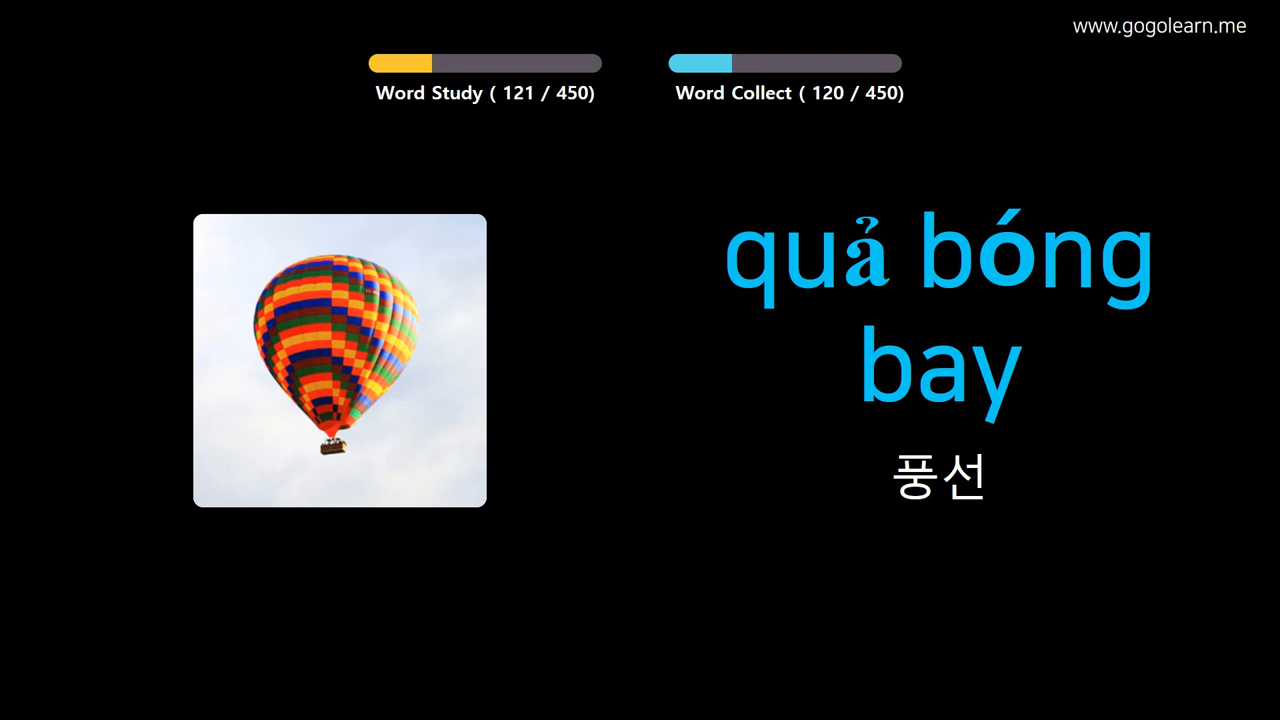 www.gogolearn.me
Word Study ( 121 / 450)
Word Collect ( 120 / 450)
quả bóng
bay
풍선